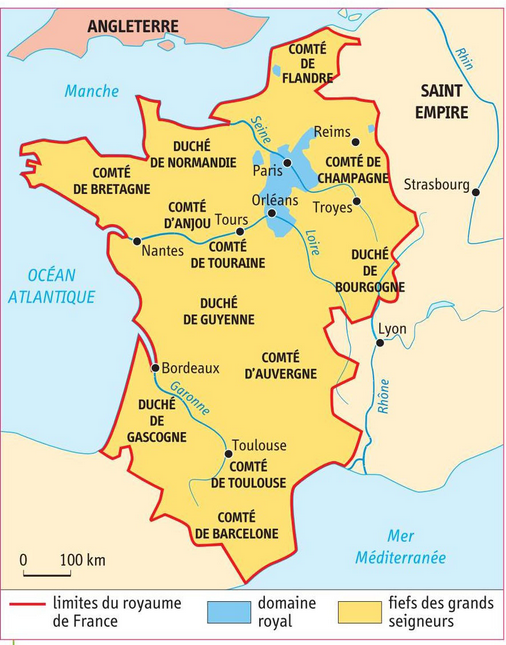 ANGLETERRE
COMTÉ
DE
FLANDRE
Rhin
Manche
SAINT
EMPIRE
Seine
Reims
DUCHÉ
DE NORMANDIE
Paris
COMTÉ DE
CHAMPAGNE
COMTÉ
DE BRETAGNE
Strasbourg
Orléans
Troyes
COMTÉ
D'ANJOU
Tours
Nantes
COMTÉ
DE TOURAINE
Loire
DUCHÉ
DE
BOURGOGNE
OCÉAN
ATLANTIQUE
DUCHÉ
DE GUYENNE
Lyon
COMTÉ
D'AUVERGNE
Bordeaux
Garonne
Rhône
DUCHÉ
DE
GASCOGNE
Toulouse
COMTÉ
DE TOULOUSE
COMTÉ
DE BARCELONE
Mer
Méditerranée
0 100 km
limites du royaume
de France
domaine
royal
fiefs des grands
seigneurs